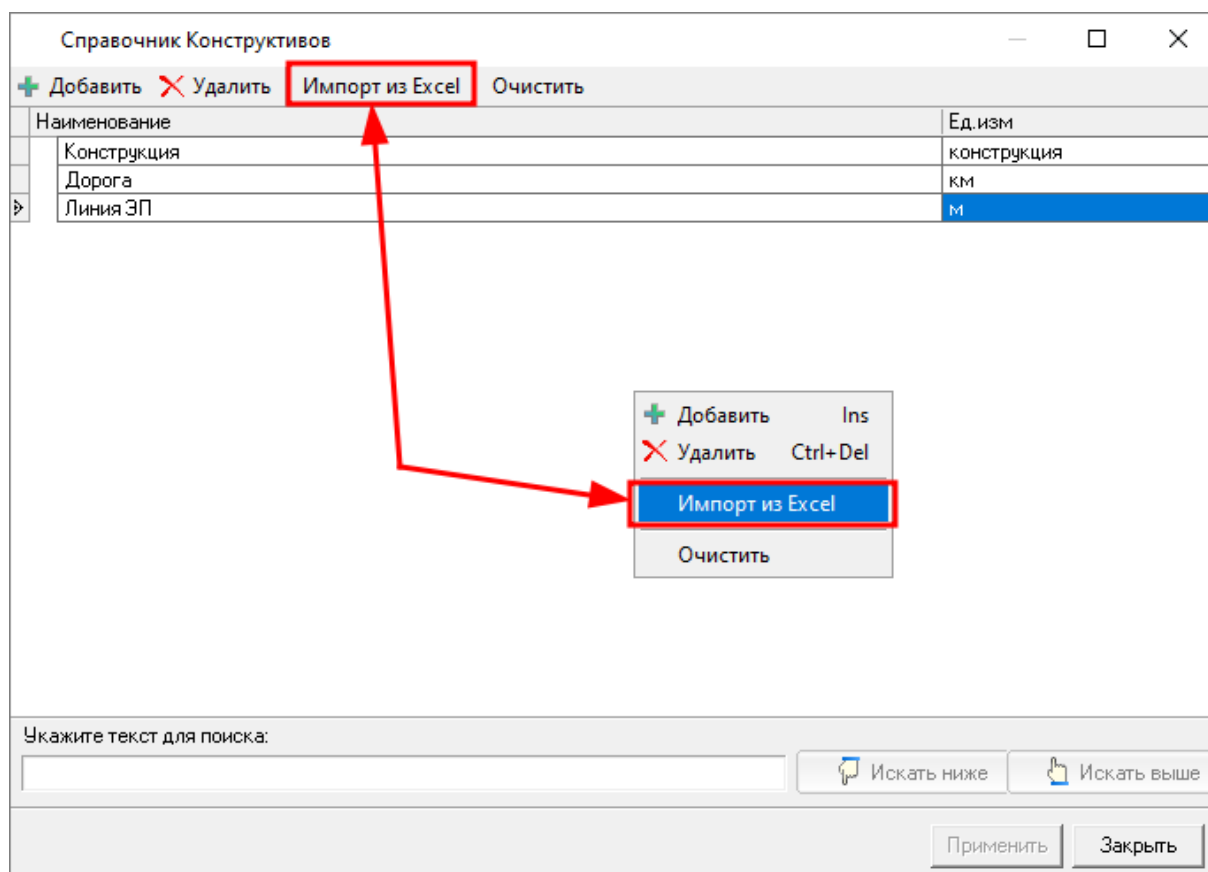 Справочник Конструктивов
Добавить Удалить Импорт из Excel Очистить
Наименование Ед.изм
Конструкция конструкция
Дорога км
Линия ЭП м
Добавить Ins
Удалить Ctrl+Del
Импорт из Excel
Очистить
Укажите текст для поиска:
Искать ниже Искать выше
Применить Закрыть